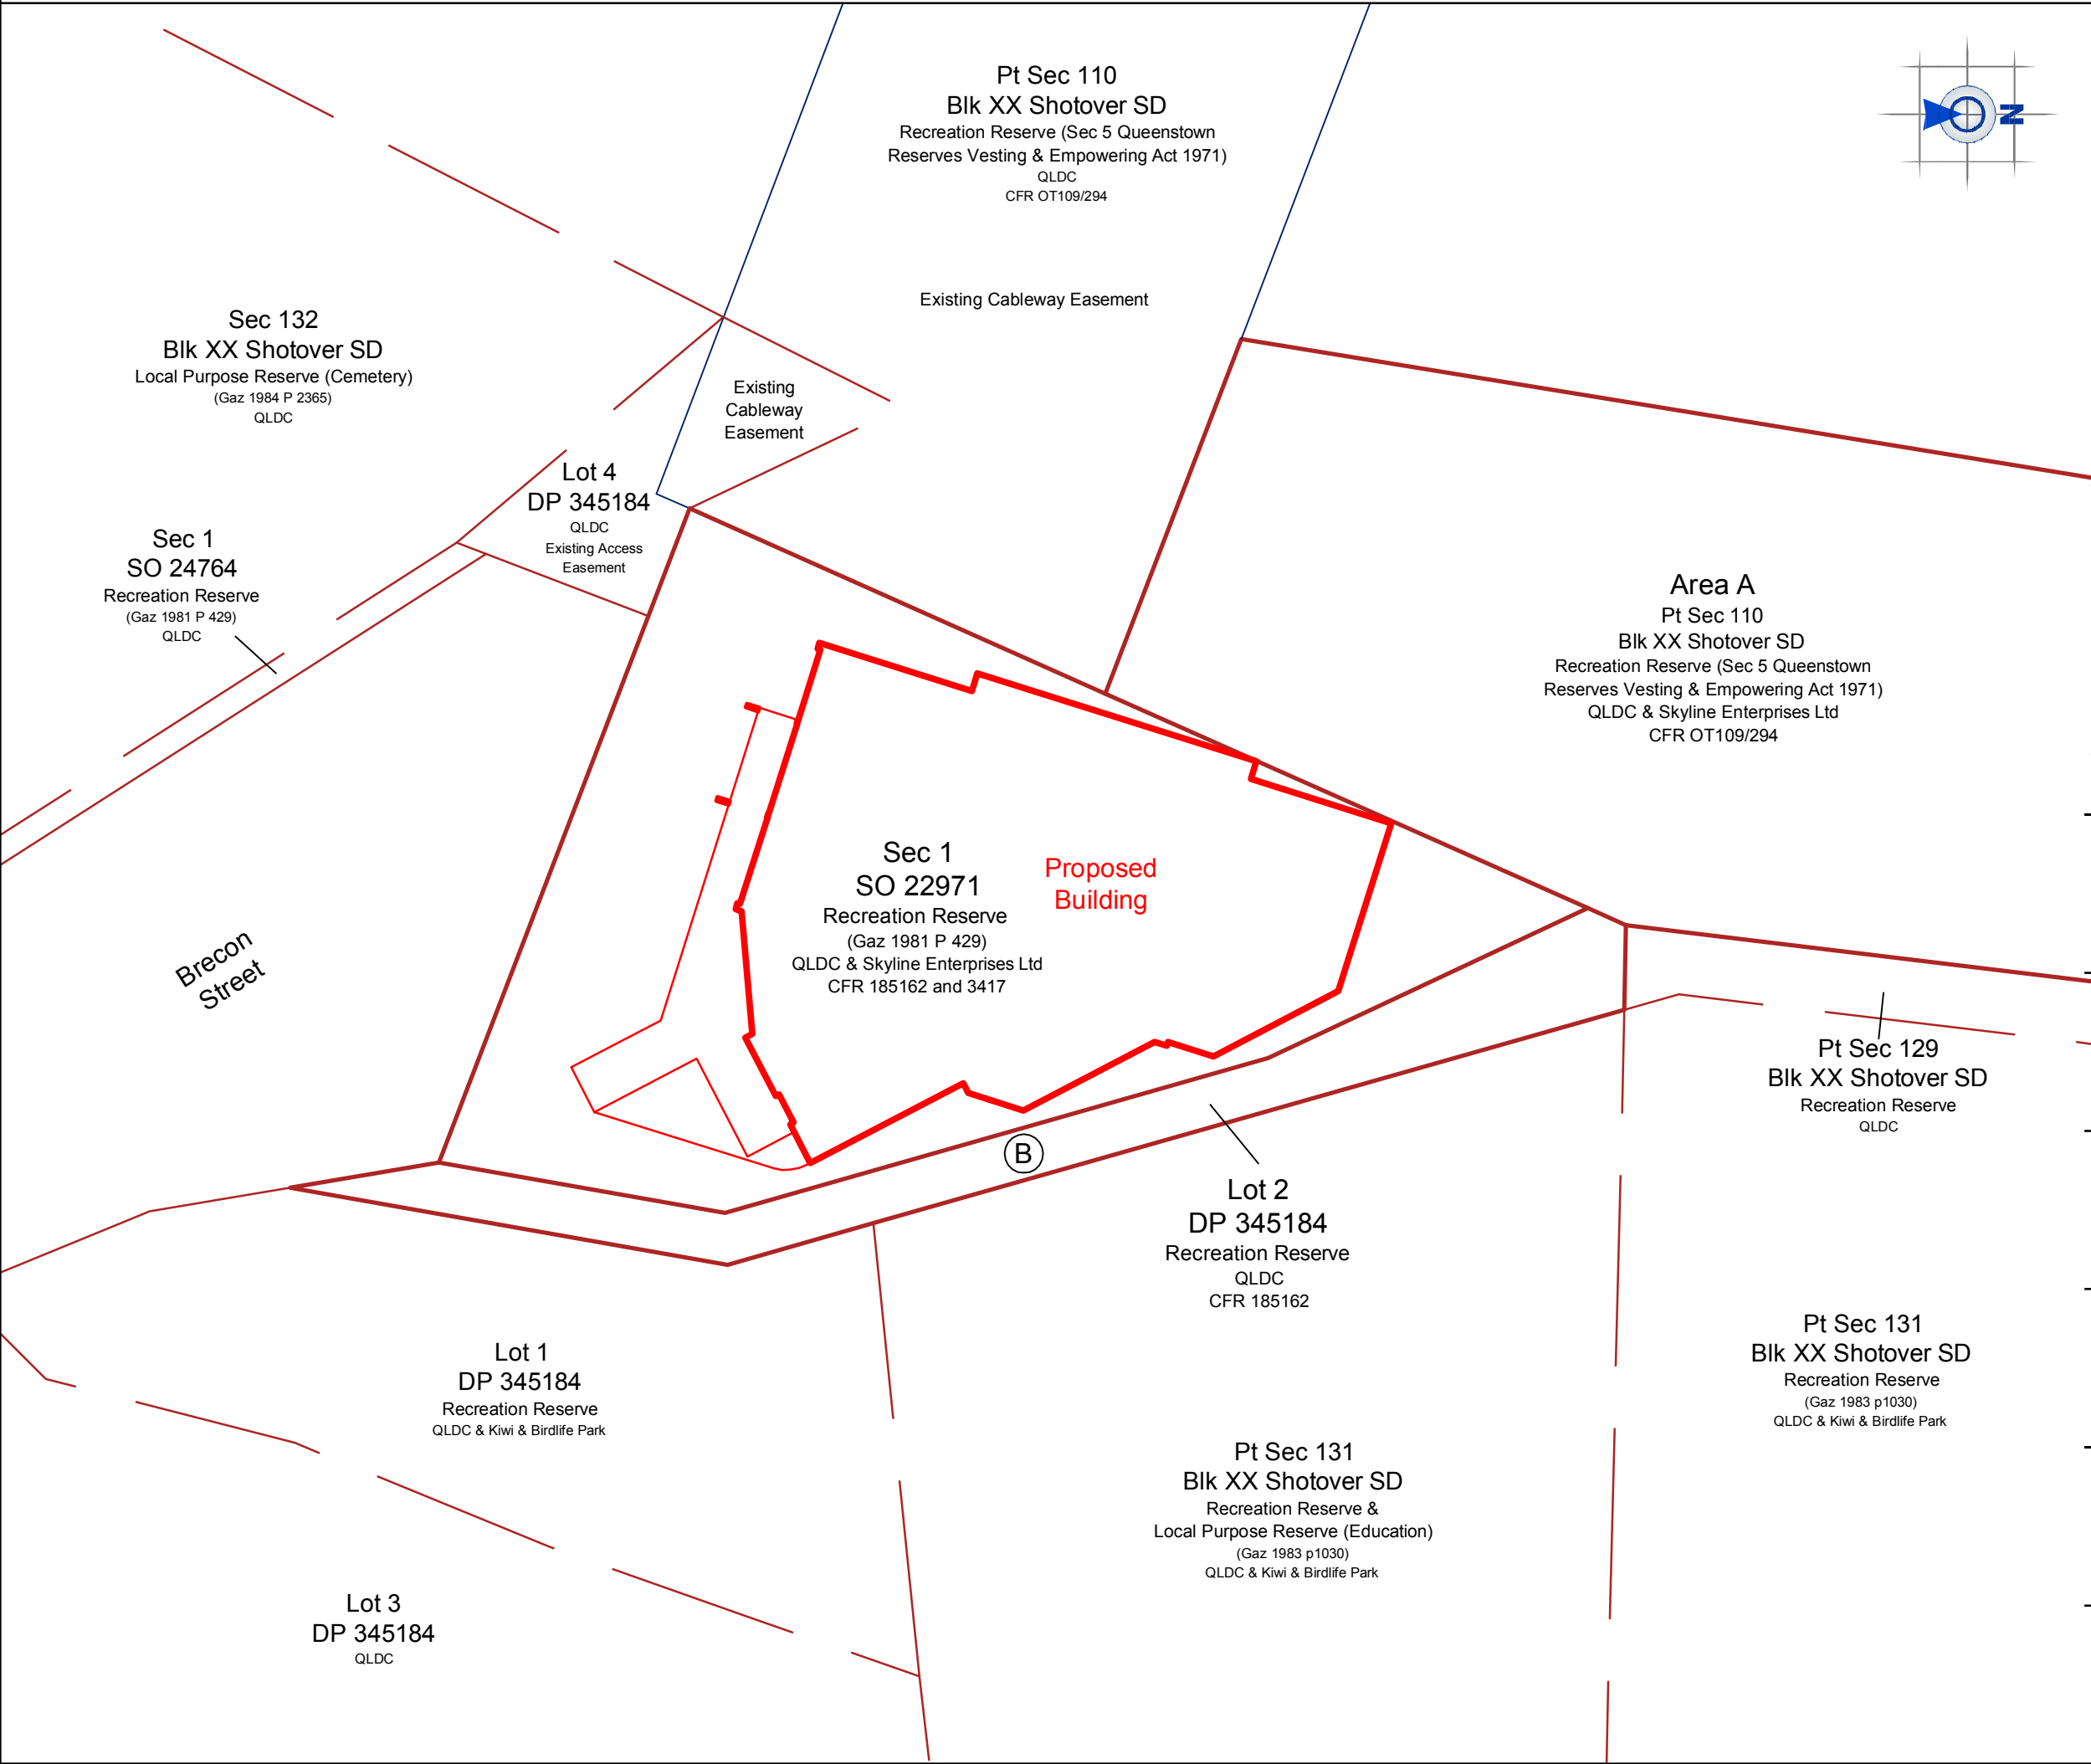 Pt Sec 110
Blk XX Shotover SD
Recreation Reserve (Sec 5 Queenstown
Reserves Vesting & Empowering Act 1971)
QLDC
CFR OT109/294
N
Existing Cableway Easement
Sec 132
Blk XX Shotover SD
Local Purpose Reserve (Cemetery)
(Gaz 1984 P 2365)
QLDC
Existing
Cableway
Easement
Lot 4
DP 345184
QLDC
Existing Access
Easement
Sec 1
SO 24764
Recreation Reserve
(Gaz 1981 P 429)
QLDC
Area A
Pt Sec 110
Blk XX Shotover SD
Recreation Reserve (Sec 5 Queenstown
Reserves Vesting & Empowering Act 1971)
QLDC & Skyline Enterprises Ltd
CFR OT109/294
Sec 1
SO 22971
Recreation Reserve
(Gaz 1981 P 429)
QLDC & Skyline Enterprises Ltd
CFR 185162 and 3417
Proposed
Building
Brecon
Street
Pt Sec 129
Blk XX Shotover SD
Recreation Reserve
QLDC
B
Lot 2
DP 345184
Recreation Reserve
QLDC
CFR 185162
Lot 1
DP 345184
Recreation Reserve
QLDC & Kiwi & Birdlife Park
Pt Sec 131
Blk XX Shotover SD
Recreation Reserve
(Gaz 1983 p1030)
QLDC & Kiwi & Birdlife Park
Pt Sec 131
Blk XX Shotover SD
Recreation Reserve &
Local Purpose Reserve (Education)
(Gaz 1983 p1030)
QLDC & Kiwi & Birdlife Park
Lot 3
DP 345184
QLDC